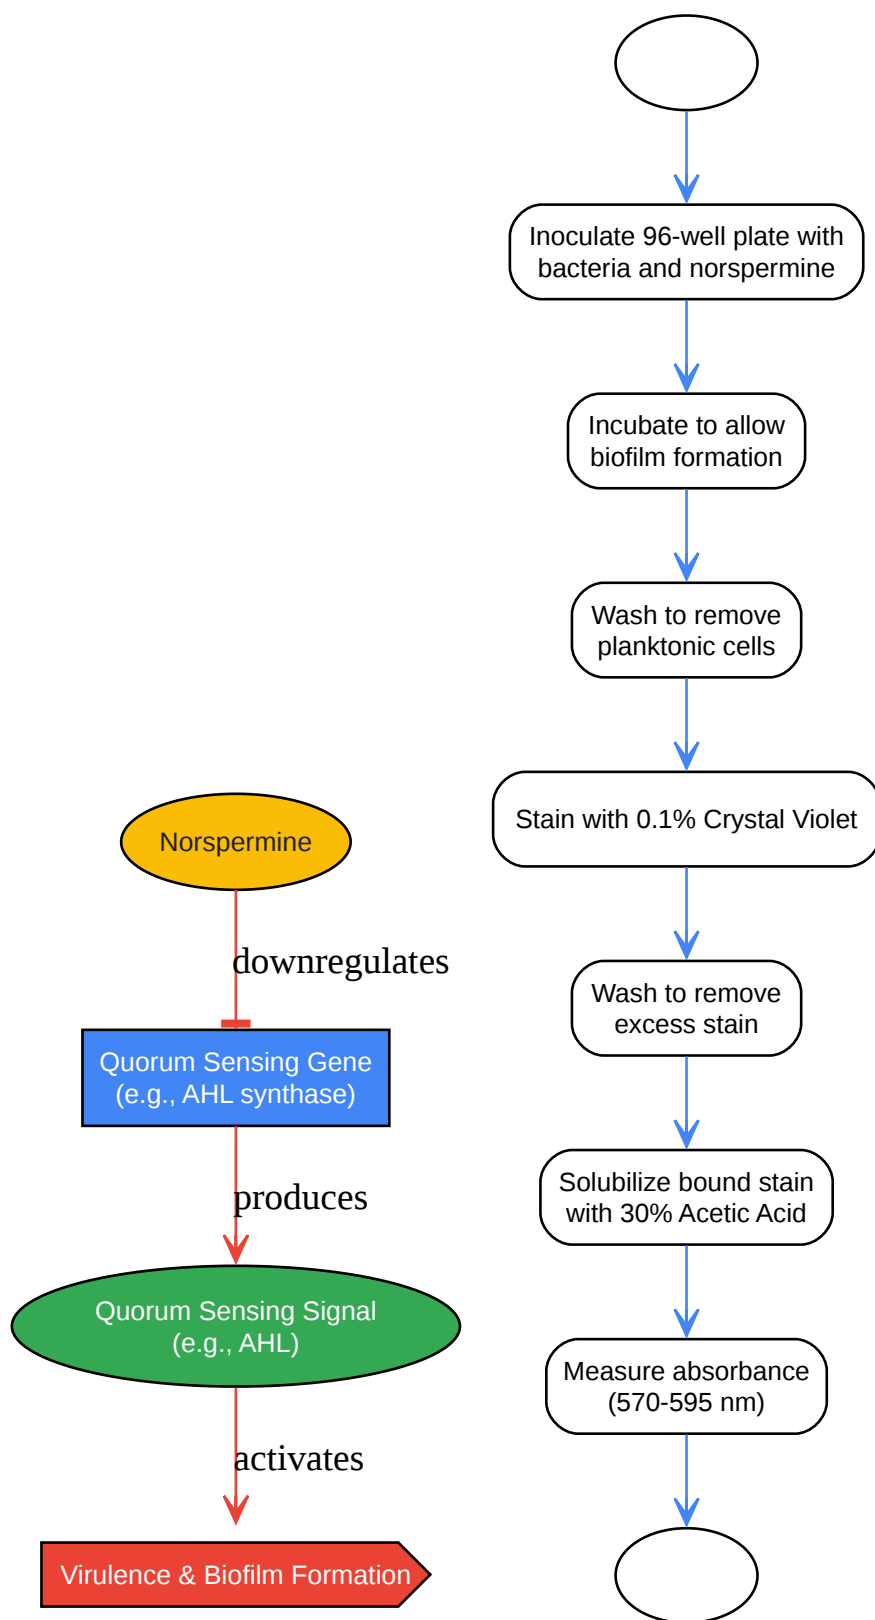 Inoculate 96-well plate with
bacteria and norspermine
Incubate to allow
biofilm formation
Wash to remove
planktonic cells
Stain with 0.1% Crystal Violet
Wash to remove
excess stain
Solubilize bound stain
with 30% Acetic Acid
Measure absorbance
(570-595 nm)
Norspermine
downregulates
Quorum Sensing Gene
(e.g., AHL synthase)
produces
Quorum Sensing Signal
(e.g., AHL)
activates
Virulence & Biofilm Formation